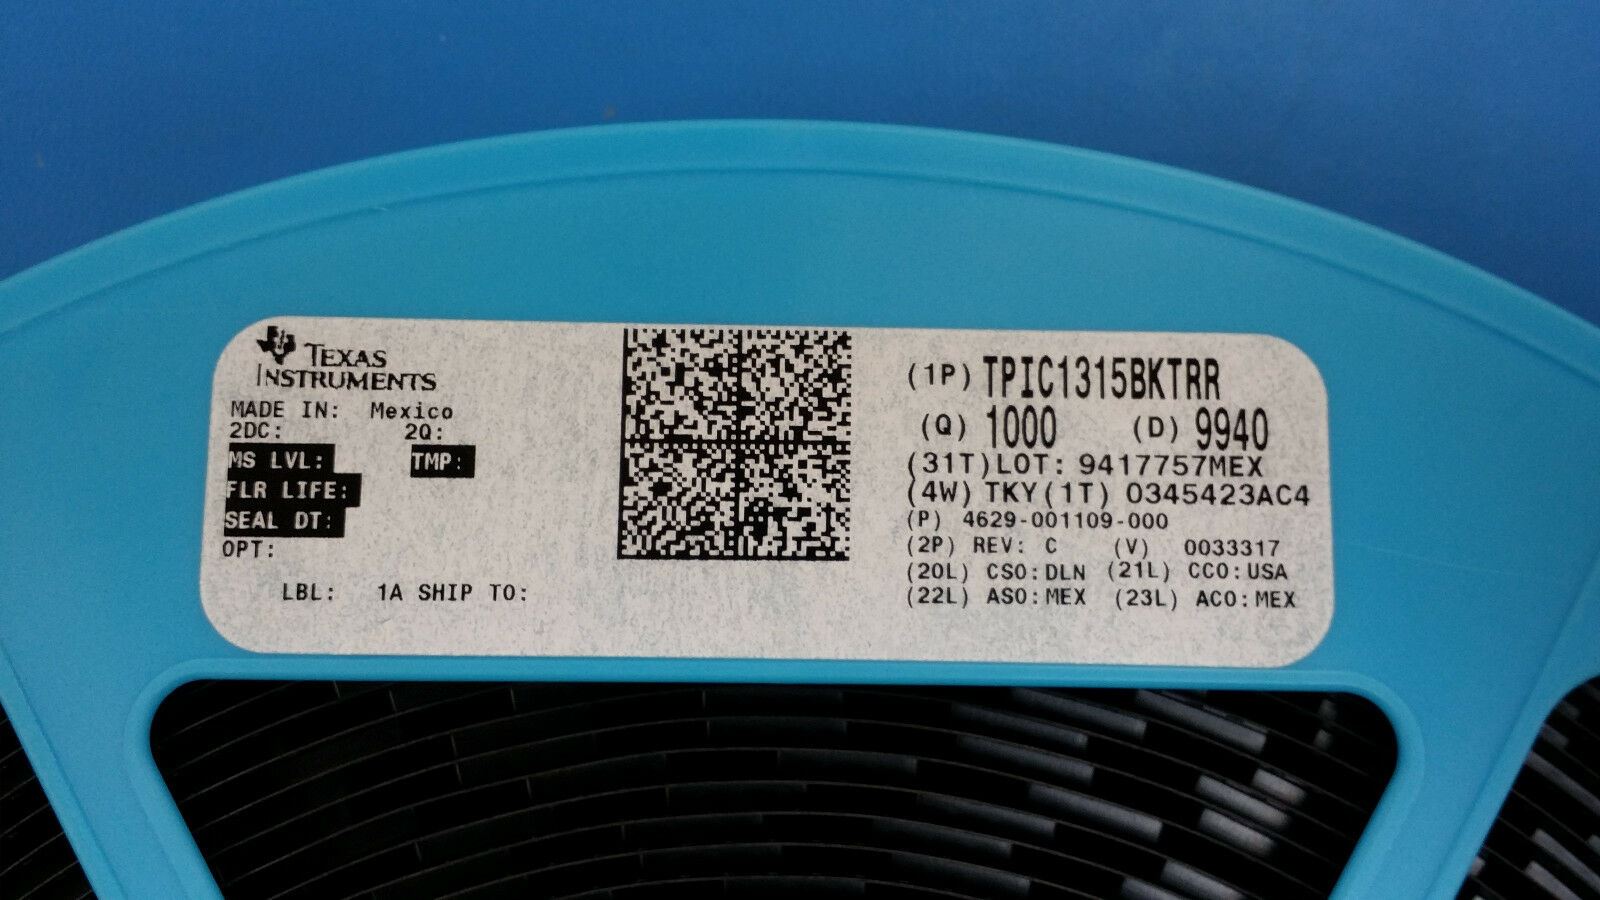 TEXAS
INSTRUMENTS
MADE IN: Mexico
2DC: 2Q:
MS LVL: TMP:
FLR LIFE:
SEAL DT:
OPT:
LBL: 1A SHIP TO:
(1P) TPIC1315BKTRR
(Q) 1000 (D) 9940
(31T)LOT: 9417757MEX
(4W) TKY(1T) 0345423AC4
(P) 4629-001109-000
(2P) REV: C (V) 0033317
(20L) CSO:DLN (21L) CCO:USA
(22L) ASO:MEX (23L) ACO:MEX